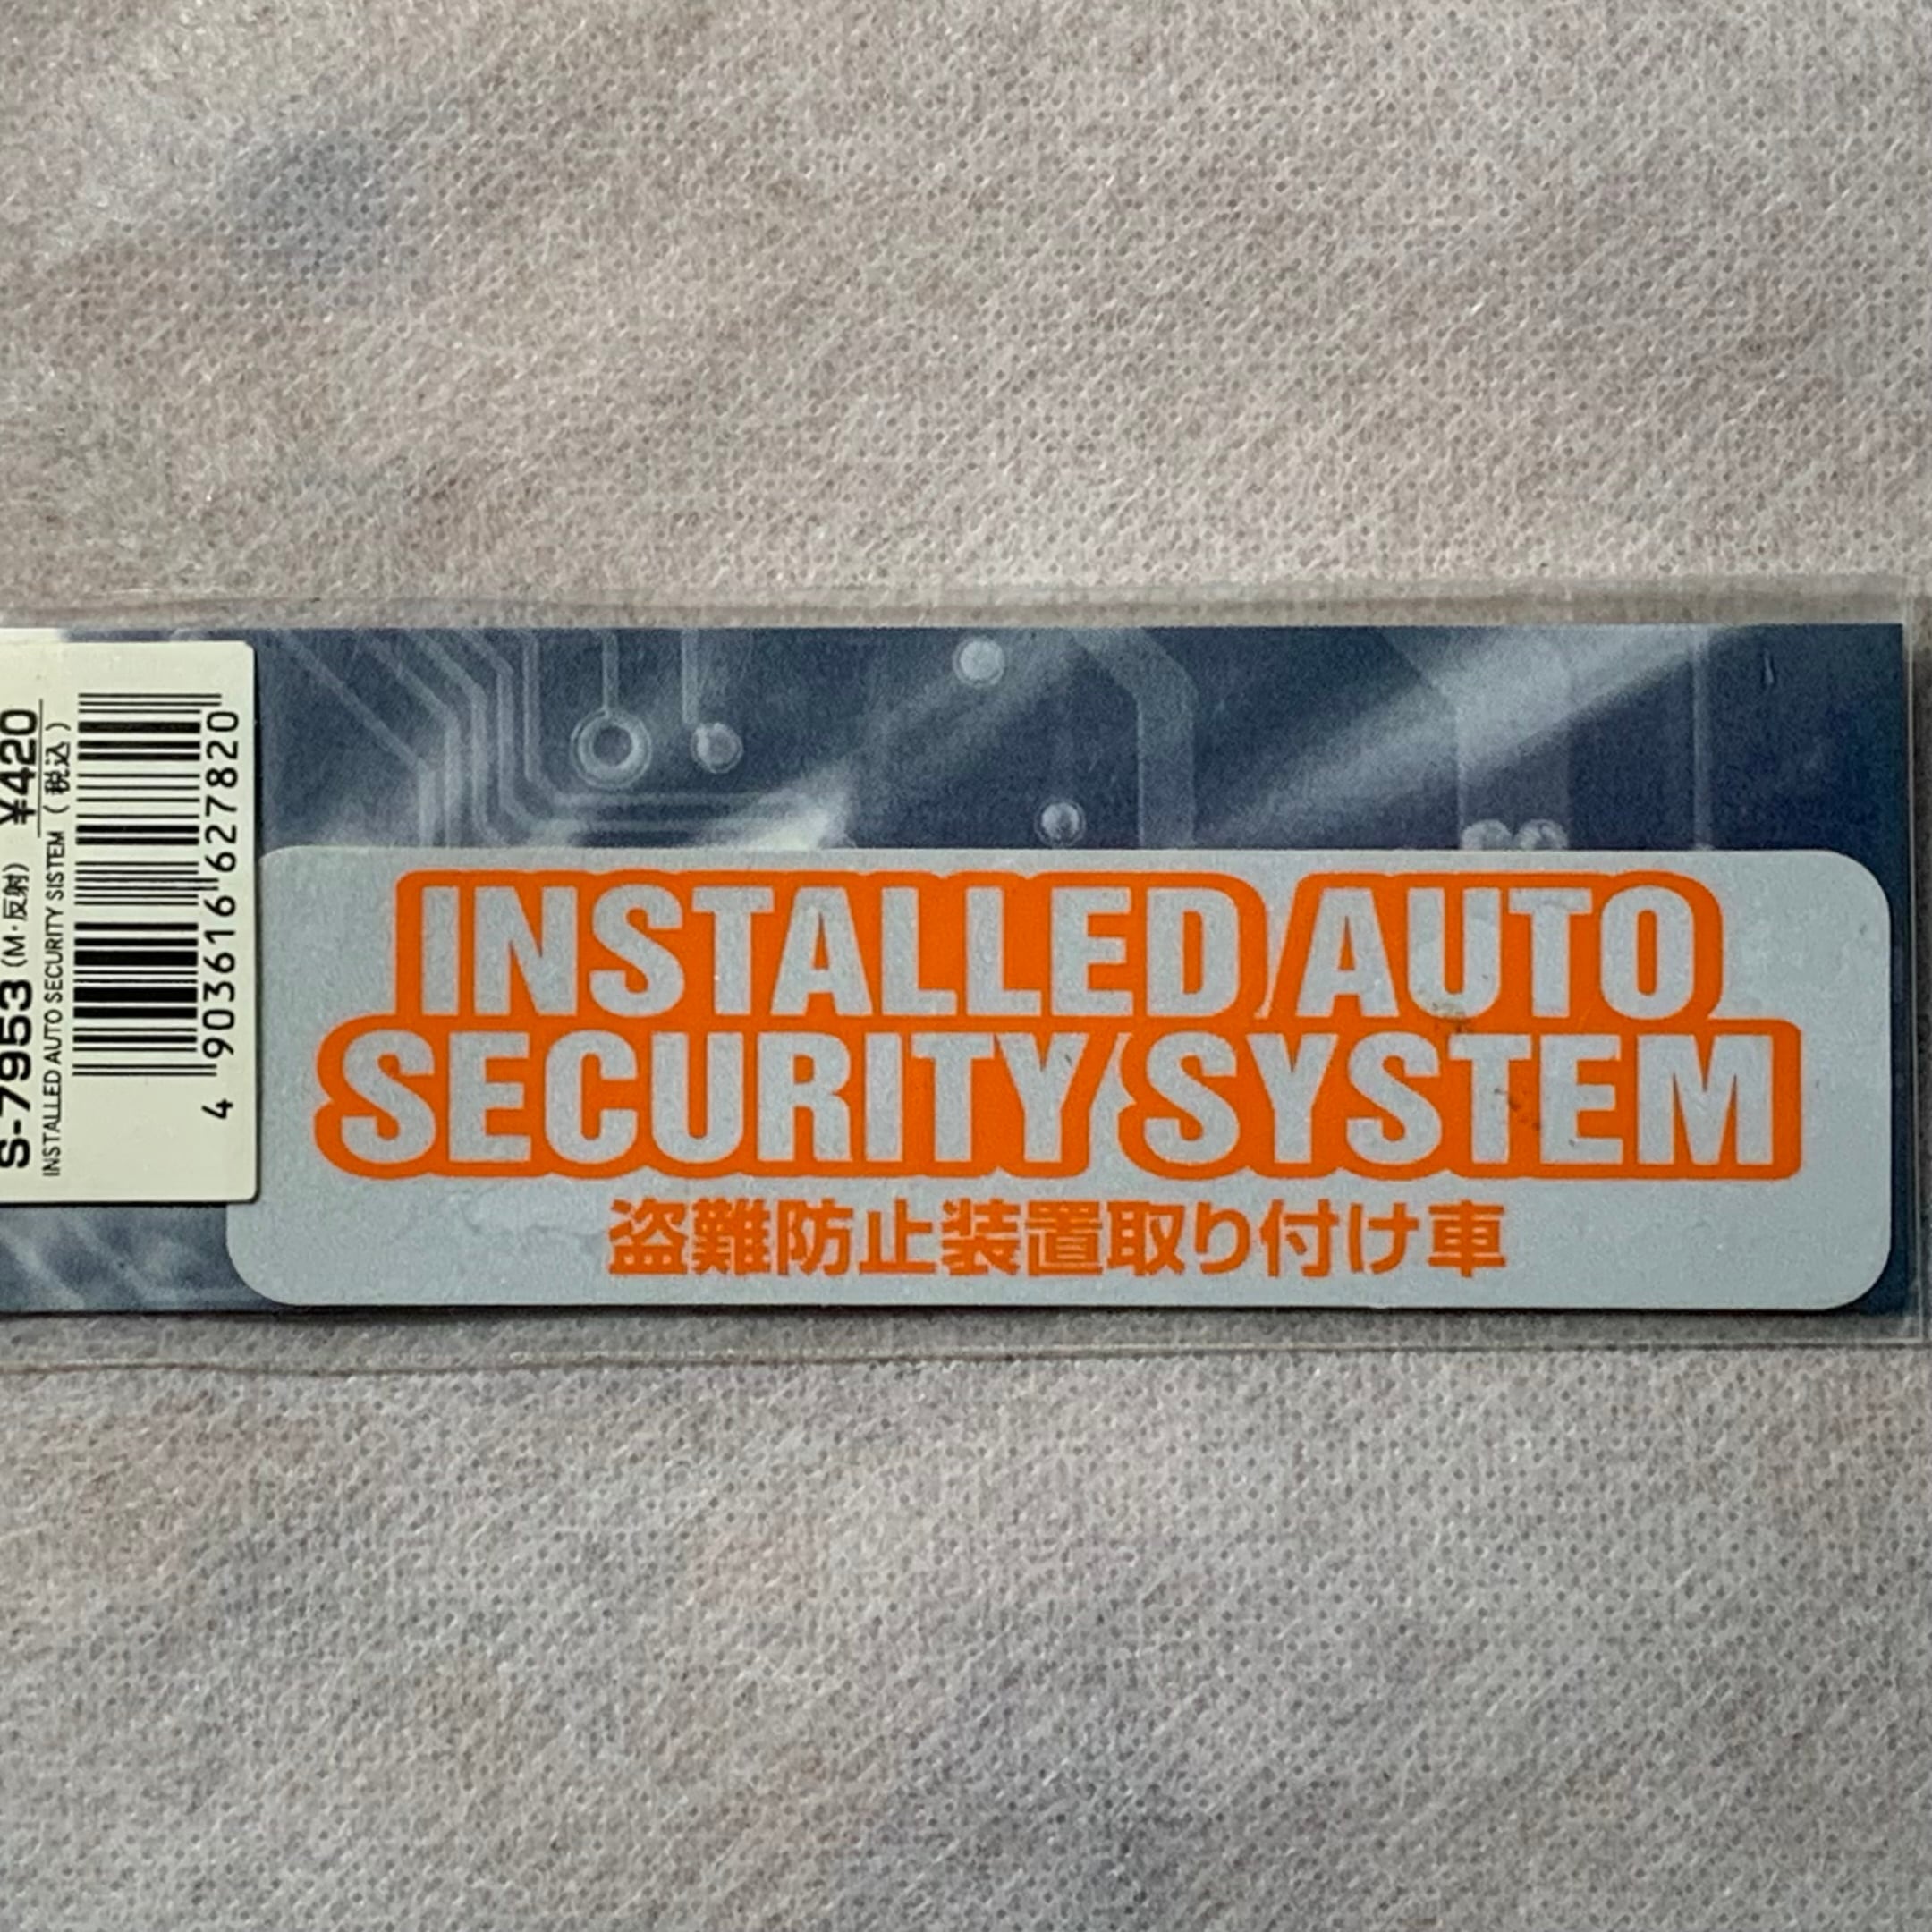 S-7953 (M・反射) ¥420
INSTALLED AUTO SECURITY SISTEM (税込)
4 903616 627820
INSTALLED AUTO
SECURITY SYSTEM
盗難防止装置取り付け車